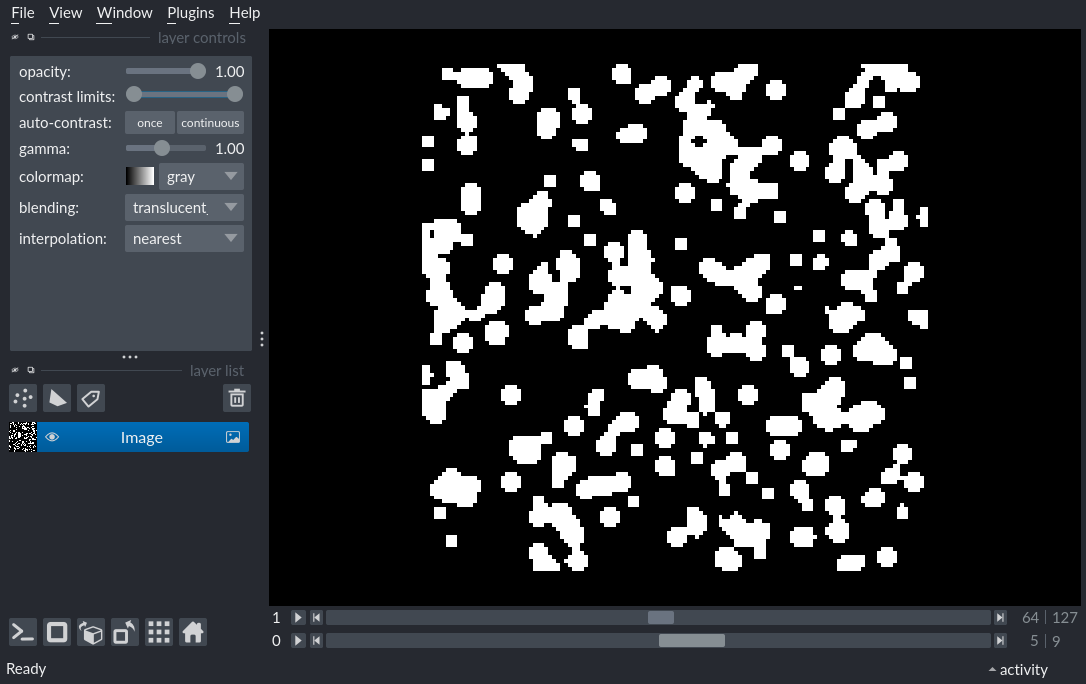 File View Window Plugins Help
layer controls
opacity: 1.00
contrast limits:
auto-contrast: once continuous
gamma: 1.00
colormap: gray
blending: translucent
interpolation: nearest
layer list
Image
1 64 127
0 5 9
Ready activity